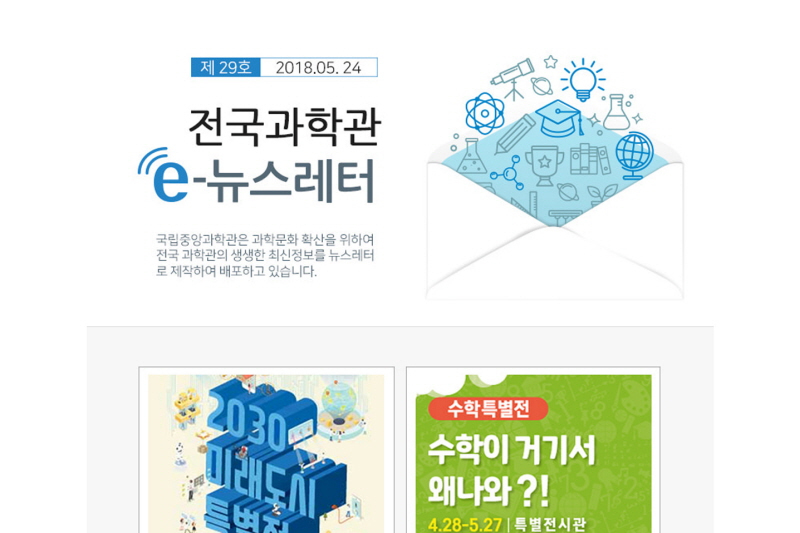 제 29호 2018.05. 24
전국과학관
e-뉴스레터
국립중앙과학관은 과학문화 확산을 위하여
전국 과학관의 생생한 최신정보를 뉴스레터
로 제작하여 배포하고 있습니다.
2030
미래도시
특별전
수학특별전
수학이 거기서
왜나와?!
4.28-5.27 | 특별전시관